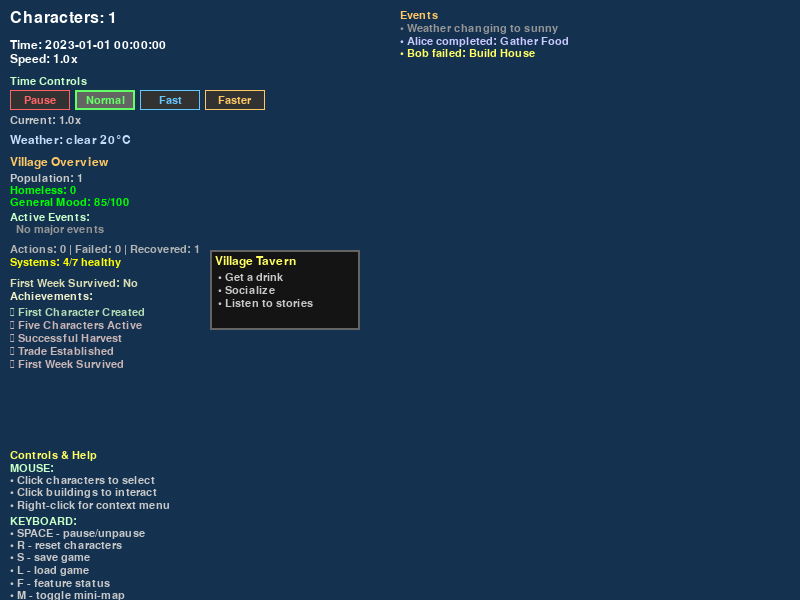 Characters: 1
Time: 2023-01-01 00:00:00
Speed: 1.0x
Time Controls
Pause Normal Fast Faster
Current: 1.0x
Weather: clear 20°C
Village Overview
Population: 1
Homeless: 0
General Mood: 85/100
Active Events:
No major events
Actions: 0 | Failed: 0 | Recovered: 1
Systems: 4/7 healthy
First Week Survived: No
Achievements:
First Character Created
Five Characters Active
Successful Harvest
Trade Established
First Week Survived
Village Tavern
• Get a drink
• Socialize
• Listen to stories
Controls & Help
MOUSE:
• Click characters to select
• Click buildings to interact
• Right-click for context menu
KEYBOARD:
• SPACE - pause/unpause
• R - reset characters
• S - save game
• L - load game
• F - feature status
• M - toggle mini-map
Events
• Weather changing to sunny
• Alice completed: Gather Food
• Bob failed: Build House